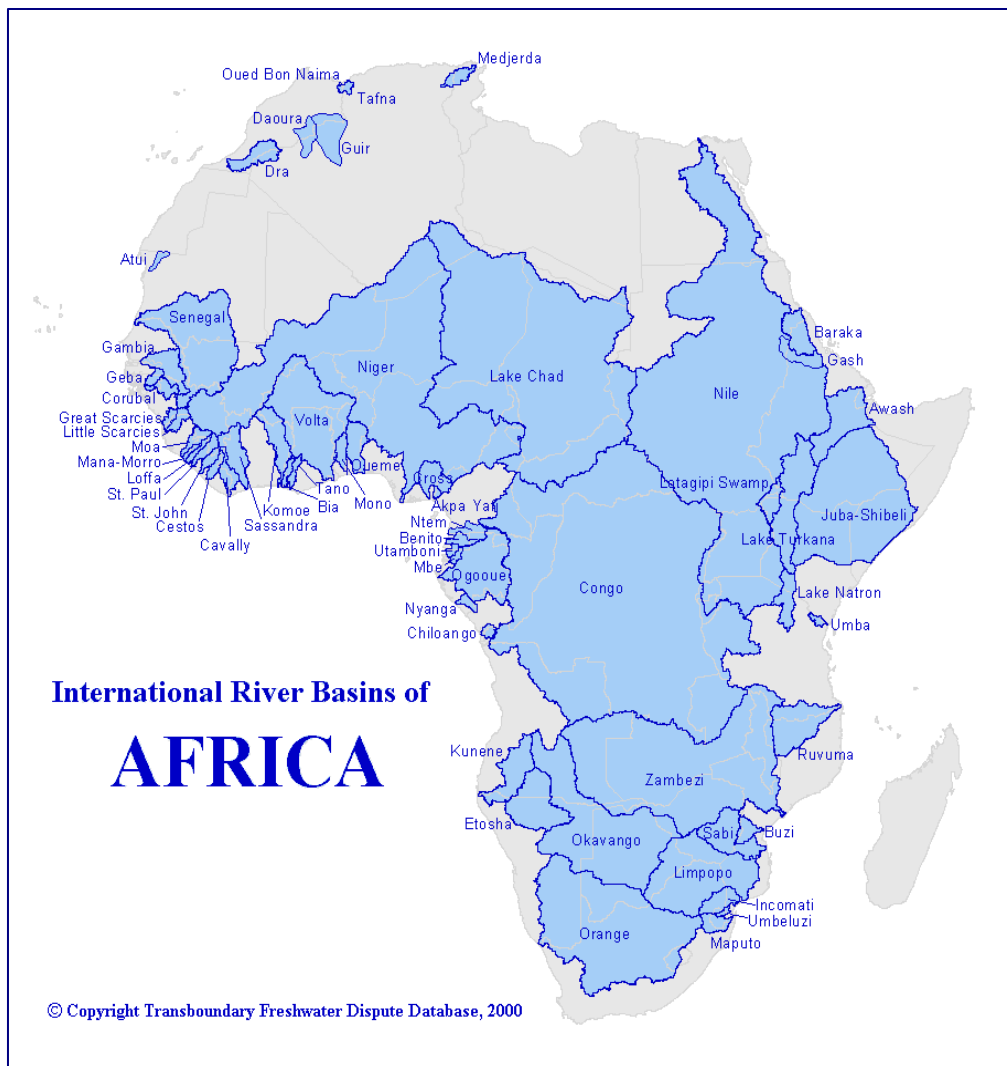 Medjerda
Oued Bon Naima
Tafna
Daoura
Guir
Dra
Atui
Senegal
Baraka
Gambia
Gash
Niger
Geba
Lake Chad
Nile
Corubal
Awash
Great Scarcies
Volta
Little Scarcies
Moa
Mana-Morro
Oueme
Loffa
Cross
Latagipi Swamp
St. Paul
Tano
Mono
Akpa Yafi
St. John
Komoe
Bia
Juba-Shibeli
Cestos
Sassandra
Ntem
Cavally
Benito
Lake Turkana
Utamboni
Mbe
Ogooue
Congo
Lake Natron
Nyanga
Umba
Chiloango
International River Basins of
AFRICA
Kunene
Ruvuma
Zambezi
Etosha
Sabi
Buzi
Okavango
Limpopo
Incomati
Umbeluzi
Orange
Maputo
© Copyright Transboundary Freshwater Dispute Database, 2000